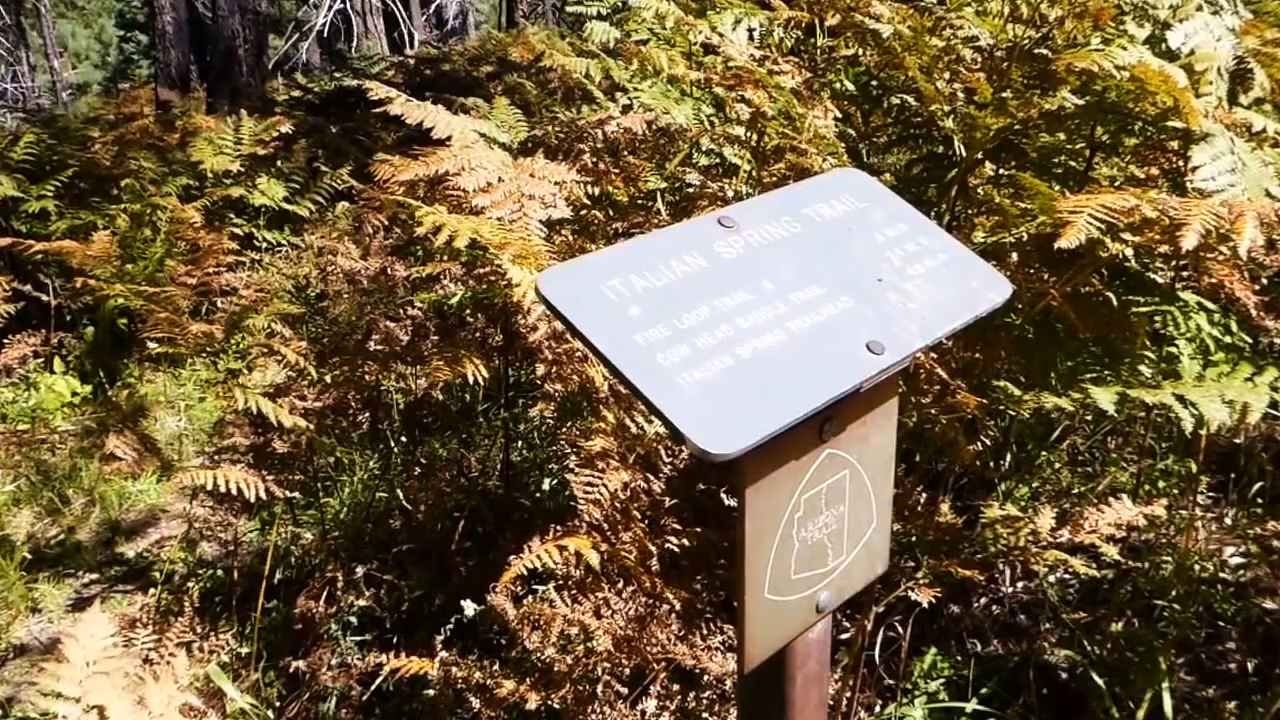 ITALIAN SPRING TRAIL
FIRE LOOP TRAIL
COW HEAD SADDLE TRAIL
ITALIAN SPRING TRAILHEAD
ARIZONA
TRAIL